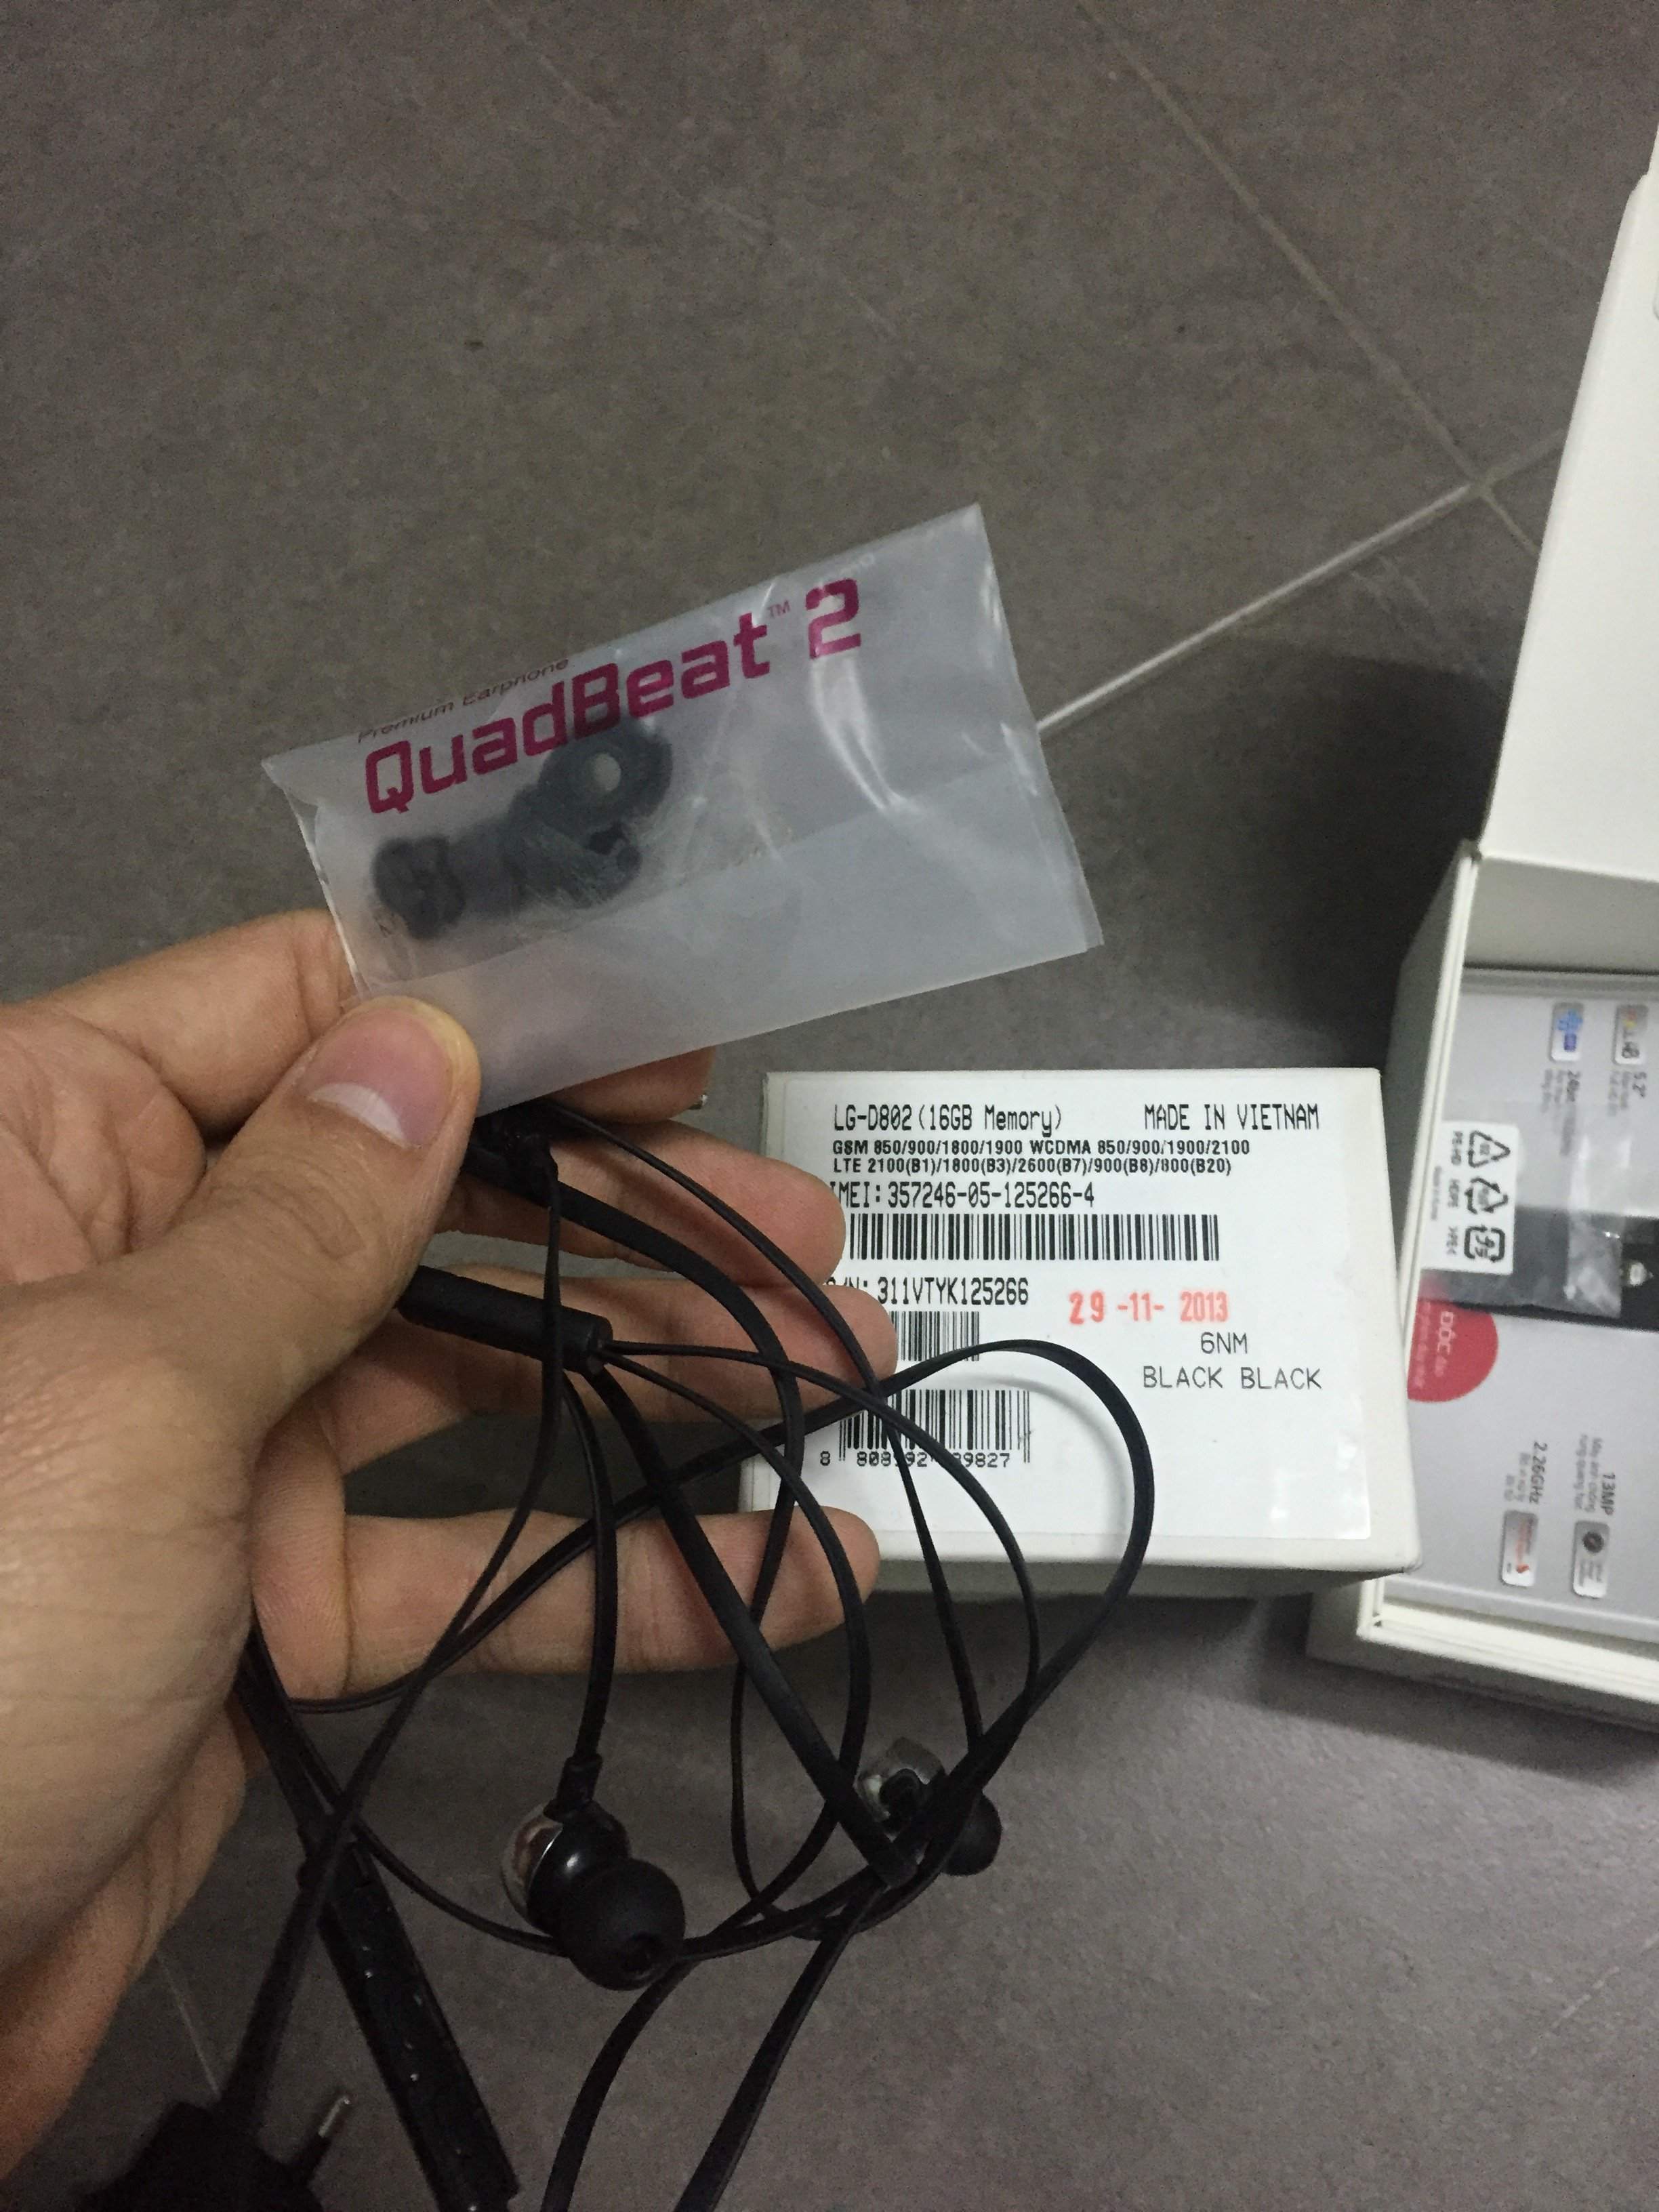 Premium Earphone
QuadBeat™ 2
LG-D802 (16GB Memory) MADE IN VIETNAM
GSM 850/900/1800/1900 WCDMA 850/900/1900/2100
LTE 2100(B1)/1800(B3)/2600(B7)/900(B8)/800(B20)
IMEI: 357246-05-125266-4
S/N: 311VTYK125266
29 -11- 2013
6NM
BLACK BLACK
5.2"
13MP
2.26GHz